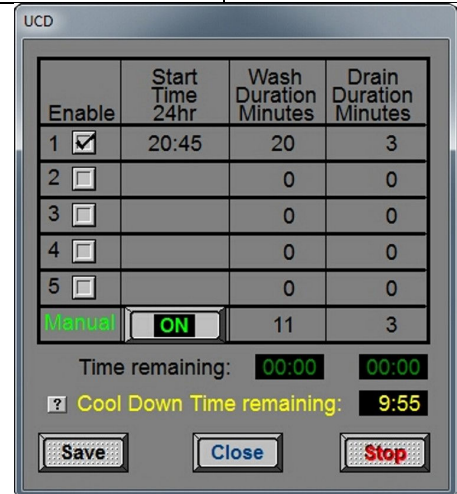 UCD
Enable Start Time 24hr Wash Duration Minutes Drain Duration Minutes
1 20:45 20 3
2 0 0
3 0 0
4 0 0
5 0 0
Manual ON 11 3
Time remaining: 00:00 00:00
? Cool Down Time remaining: 9:55
Save Close Stop